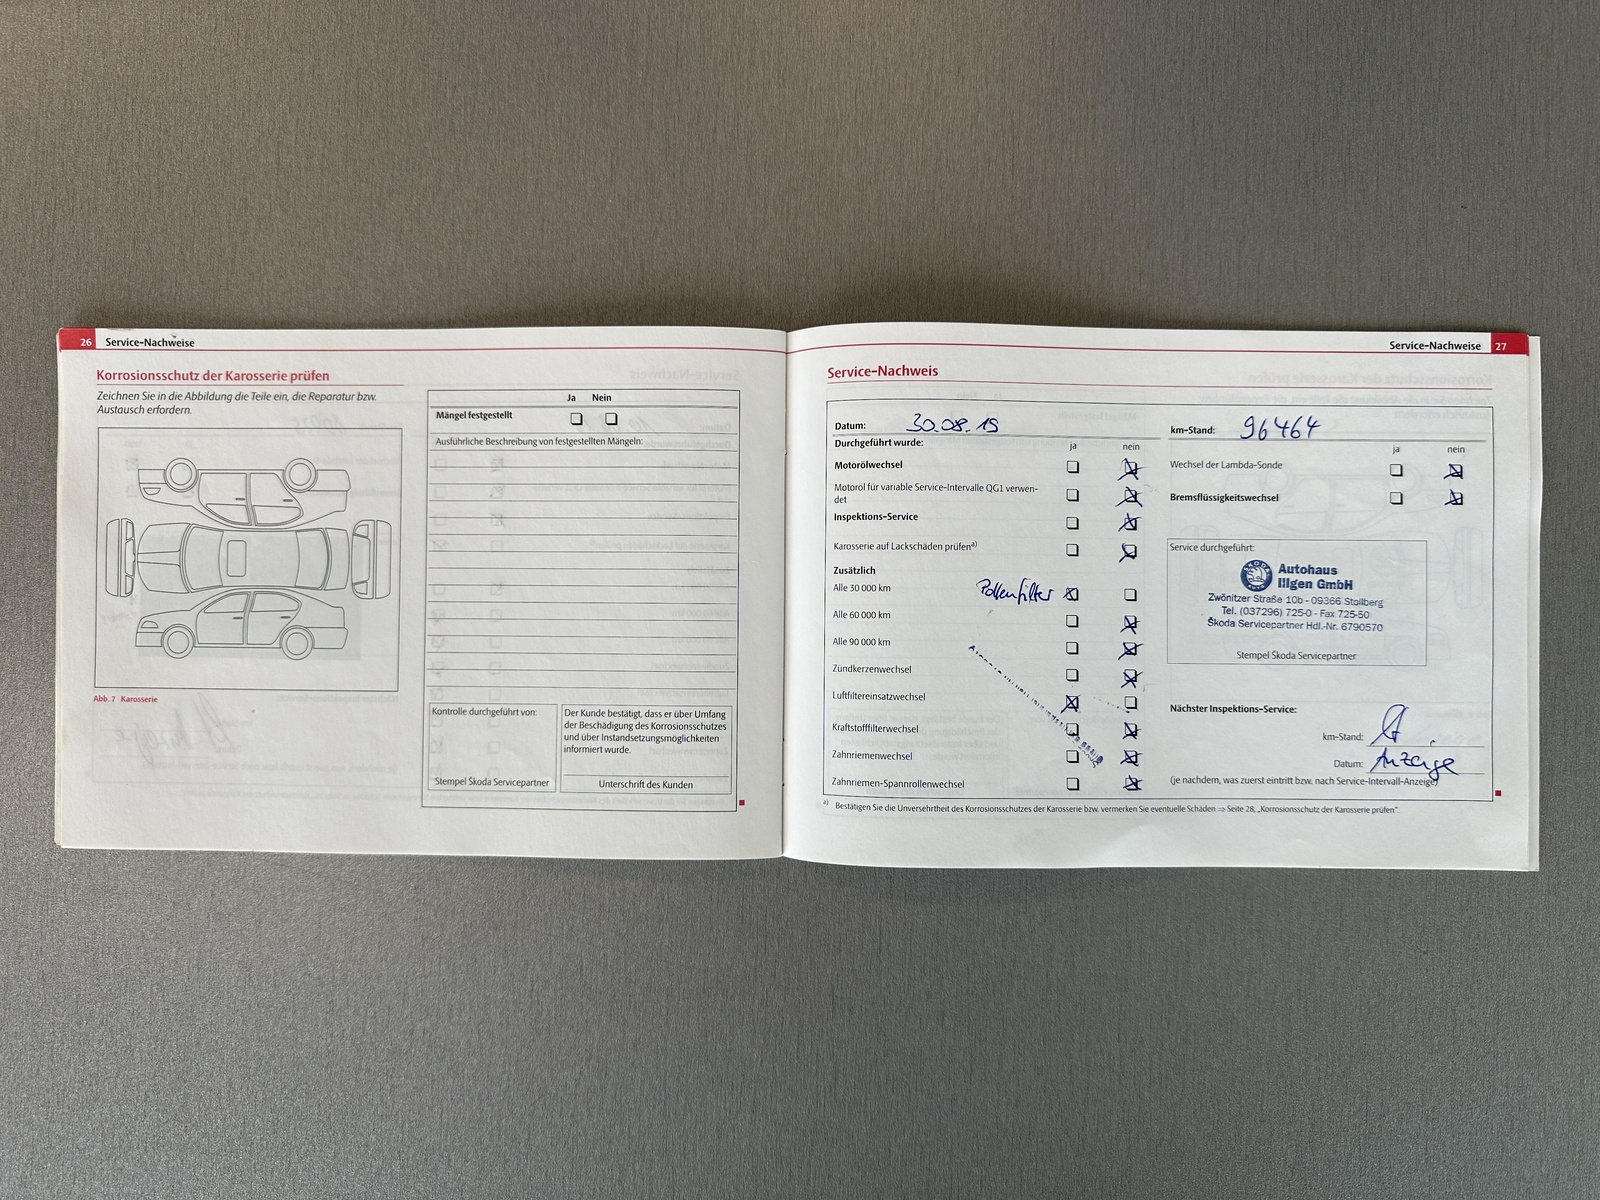 26 Service-Nachweise
Korrosionsschutz der Karosserie prüfen
Zeichnen Sie in die Abbildung die Teile ein, die Reparatur bzw.
Austausch erfordern.
Abb. 7 Karosserie
Ja Nein
Mängel festgestellt
Ausführliche Beschreibung von festgestellten Mängeln:
Kontrolle durchgeführt von:
Stempel Škoda Servicepartner
Der Kunde bestätigt, dass er über Umfang
der Beschädigung des Korrosionsschutzes
und über Instandsetzungsmöglichkeiten
informiert wurde.
Unterschrift des Kunden
Service-Nachweise 27
Service-Nachweis
Datum: 30.08.19
Durchgeführt wurde: ja nein
Motorölwechsel
Motoröl für variable Service-Intervalle QG1 verwen-
det
Inspektions-Service
Karosserie auf Lackschäden prüfen a)
Zusätzlich
Alle 30 000 km Pollenfilter
Alle 60 000 km
Alle 90 000 km
Zündkerzenwechsel
Luftfiltereinsatzwechsel
Kraftstofffilterwechsel
Zahnriemenwechsel
Zahnriemen-Spannrollenwechsel
km-Stand: 96464
ja nein
Wechsel der Lambda-Sonde
Bremsflüssigkeitswechsel
Service durchgeführt:
ŠKODA
Autohaus
Illgen GmbH
Zwönitzer Straße 10b - 09366 Stollberg
Tel. (037296) 725-0 - Fax 725-50
Škoda Servicepartner Hdl.-Nr. 6790570
Stempel Škoda Servicepartner
Nächster Inspektions-Service:
km-Stand:
Datum: Anzeige
(je nachdem, was zuerst eintritt bzw. nach Service-Intervall-Anzeige)
a) Bestätigen Sie die Unversehrtheit des Korrosionsschutzes der Karosserie bzw. vermerken Sie eventuelle Schäden ⇒ Seite 28, „Korrosionsschutz der Karosserie prüfen".